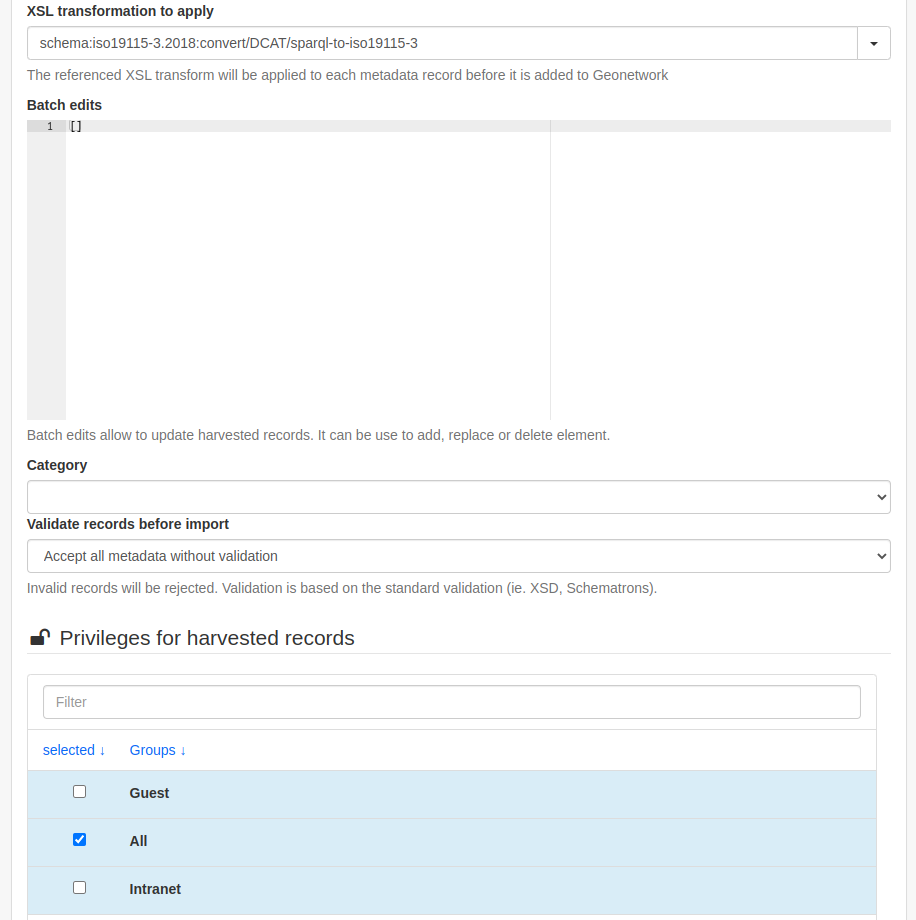 XSL transformation to apply
schema:iso19115-3.2018:convert/DCAT/sparql-to-iso19115-3
The referenced XSL transform will be applied to each metadata record before it is added to Geonetwork
Batch edits
1 []
Batch edits allow to update harvested records. It can be use to add, replace or delete element.
Category
Validate records before import
Accept all metadata without validation
Invalid records will be rejected. Validation is based on the standard validation (ie. XSD, Schematrons).
Privileges for harvested records
Filter
selected ↓ Groups ↓
Guest
All
Intranet